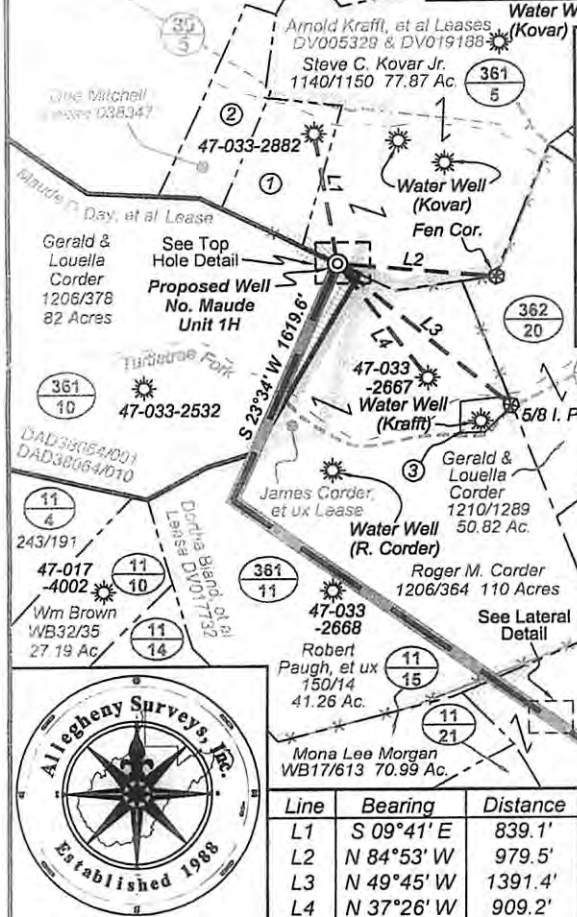 Water W
(Kovar)
Arnold Krafft, et al Leases
DV005329 & DV019188
Steve C. Kovar Jr.
1140/1150 77.87 Ac.
361
5
5
Mitchell
038347
2
47-033-2882
1
Water Well
(Kovar)
Maude Day, et al Lease
Fen Cor.
Gerald &
Louella
Corder
1206/378
82 Acres
See Top
Hole Detail
Proposed Well
No. Maude
Unit 1H
L2
L3
L4
362
20
S 23°34' W 1619.6'
Turtletree Fork
361
10
47-033-2532
47-033
-2667
Water Well
(Krafft)
5/8 I. P
3
DAD38064/001
DAD38064/010
James Corder,
et ux Lease
Gerald &
Louella
Corder
1210/1289
50.82 Ac.
Water Well
(R. Corder)
11
4
243/191
Dortha Bland, et al
Lease DV017732
47-017
-4002
11
10
361
11
Roger M. Corder
1206/364 110 Acres
Wm Brown
WB32/35
27.19 Ac
11
14
47-033
-2668
See Lateral
Detail
Robert
Paugh, et ux
150/14
41.26 Ac.
11
15
11
21
Mona Lee Morgan
WB17/613 70.99 Ac.
Allegheny Surveys, Inc.
Established 1988
Line Bearing Distance
L1 S 09°41' E 839.1'
L2 N 84°53' W 979.5'
L3 N 49°45' W 1391.4'
L4 N 37°26' W 909.2'